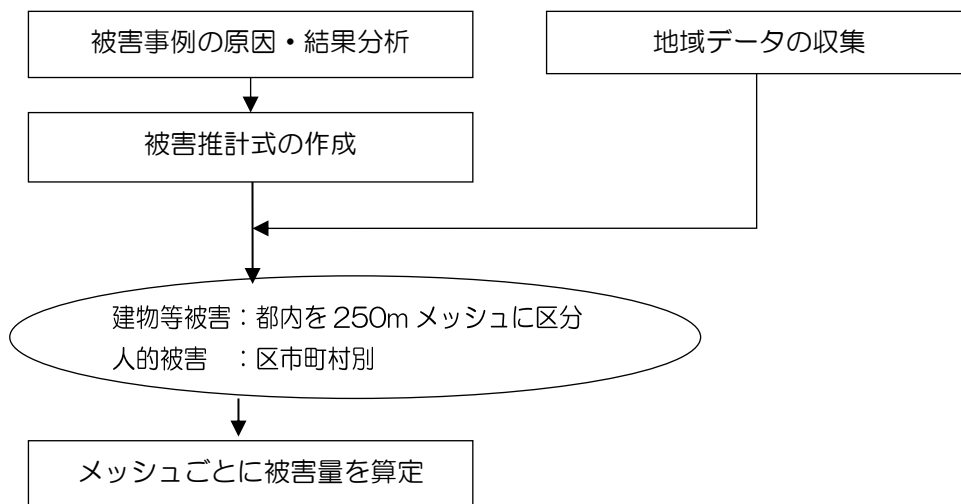 被害事例の原因・結果分析
地域データの収集
被害推計式の作成
建物等被害：都内を250mメッシュに区分
人的被害　：区市町村別
メッシュごとに被害量を算定